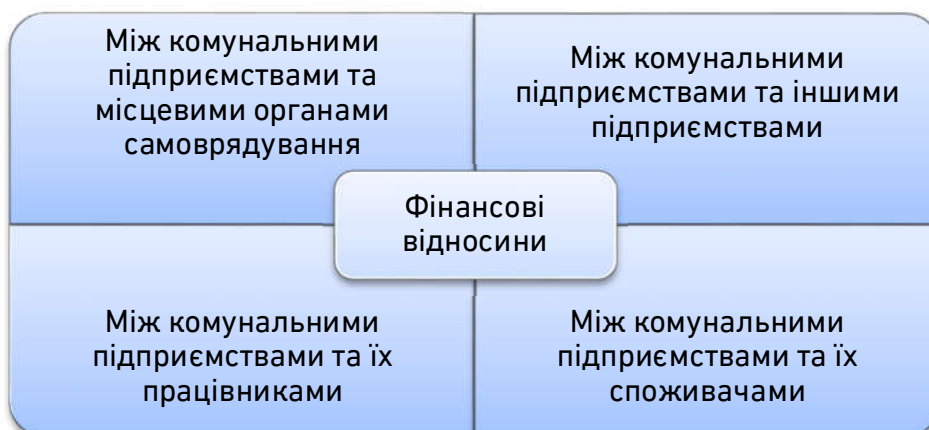 Між комунальними
підприємствами та
місцевими органами
самоврядування
Між комунальними
підприємствами та іншими
підприємствами
Фінансові
відносини
Між комунальними
підприємствами та їх
працівниками
Між комунальними
підприємствами та їх
споживачами